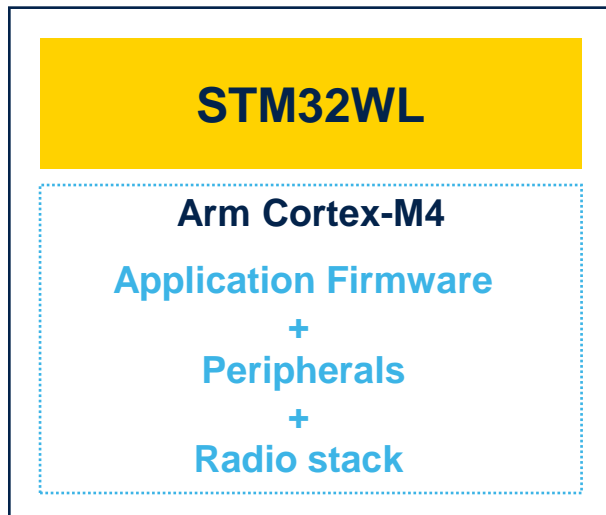 STM32WL
Arm Cortex-M4
Application Firmware
+
Peripherals
+
Radio stack